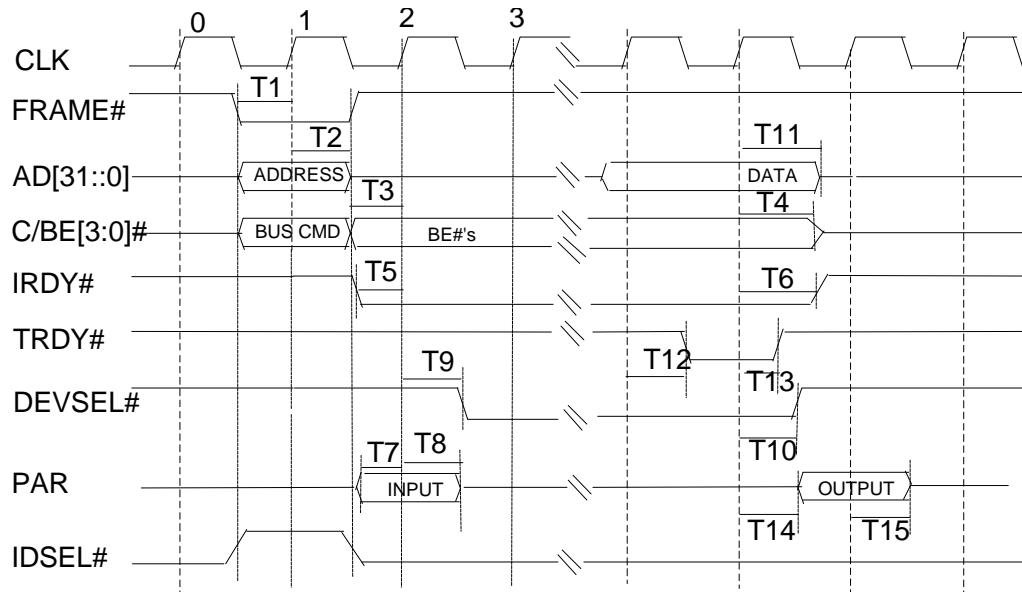 0 1 2 3
CLK
T1
FRAME#
T2 T11
AD[31::0] ADDRESS DATA
T3 T4
C/BE[3:0]# BUS CMD BE#'s
T5 T6
IRDY#
TRDY#
T9 T12 T13
DEVSEL#
T7 T8 T10
PAR INPUT OUTPUT
T14 T15
IDSEL#